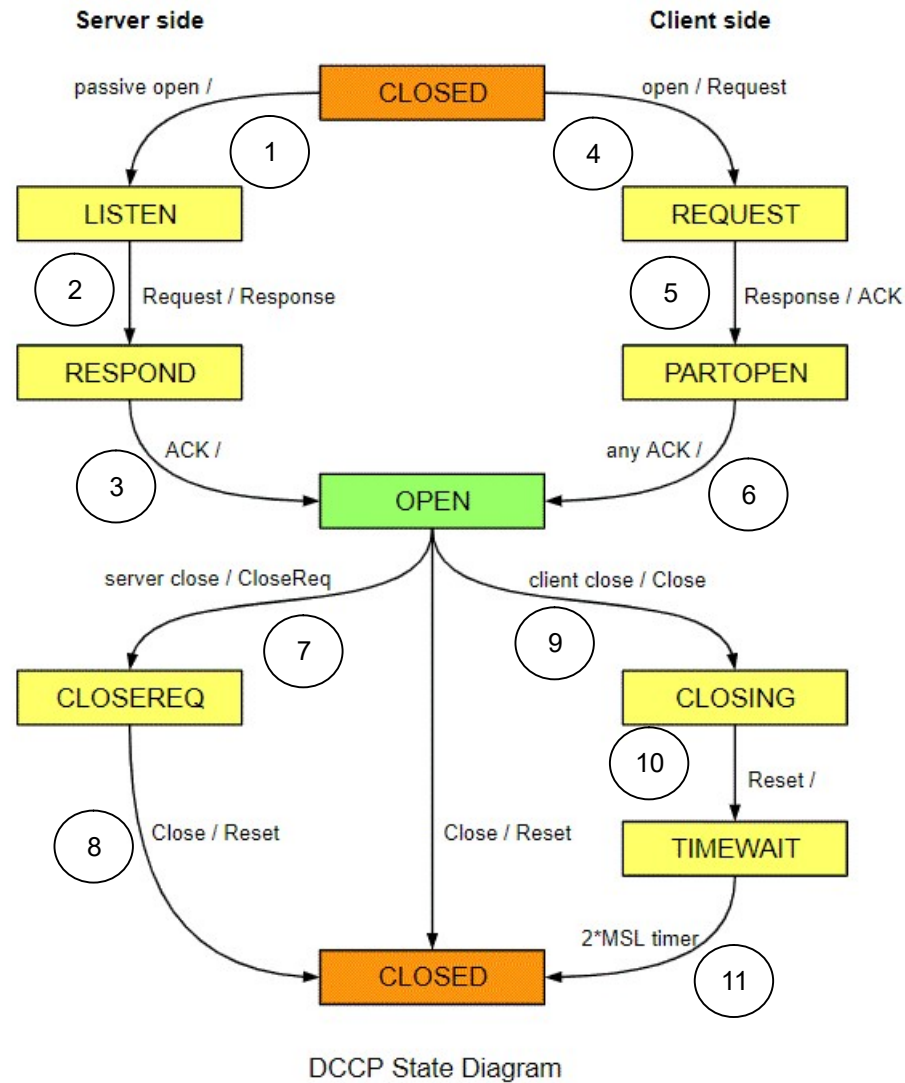 Server side
Client side
passive open /
CLOSED
open / Request
1
4
LISTEN
REQUEST
2
Request / Response
5
Response / ACK
RESPOND
PARTOPEN
3
ACK /
any ACK /
6
OPEN
server close / CloseReq
client close / Close
7
9
CLOSEREQ
CLOSING
10
Reset /
8
Close / Reset
Close / Reset
TIMEWAIT
2*MSL timer
CLOSED
11
DCCP State Diagram